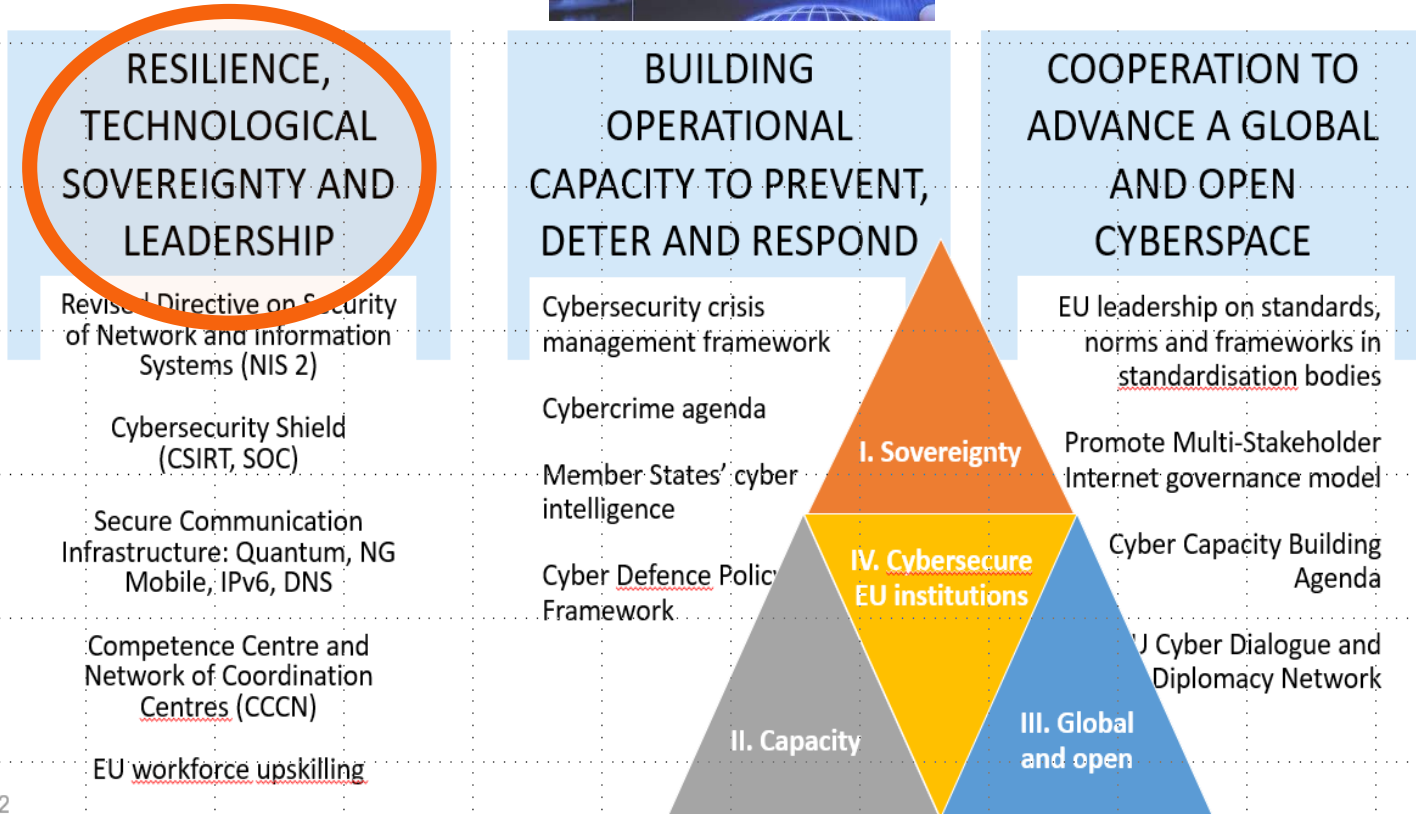 RESILIENCE,
TECHNOLOGICAL
SOVEREIGNTY AND
LEADERSHIP
Revised Directive on Security
of Network and Information
Systems (NIS 2)
Cybersecurity Shield
(CSIRT, SOC)
Secure Communication
Infrastructure: Quantum, NG
Mobile, IPv6, DNS
Competence Centre and
Network of Coordination
Centres (CCCN)
EU workforce upskilling
BUILDING
OPERATIONAL
CAPACITY TO PREVENT,
DETER AND RESPOND
Cybersecurity crisis
management framework
Cybercrime agenda
Member States’ cyber
intelligence
Cyber Defence Policy
Framework
COOPERATION TO
ADVANCE A GLOBAL
AND OPEN
CYBERSPACE
EU leadership on standards,
norms and frameworks in
standardisation bodies
Promote Multi-Stakeholder
Internet governance model
Cyber Capacity Building
Agenda
U Cyber Dialogue and
Diplomacy Network
I. Sovereignty
IV. Cybersecure
EU institutions
II. Capacity
III. Global
and open
2